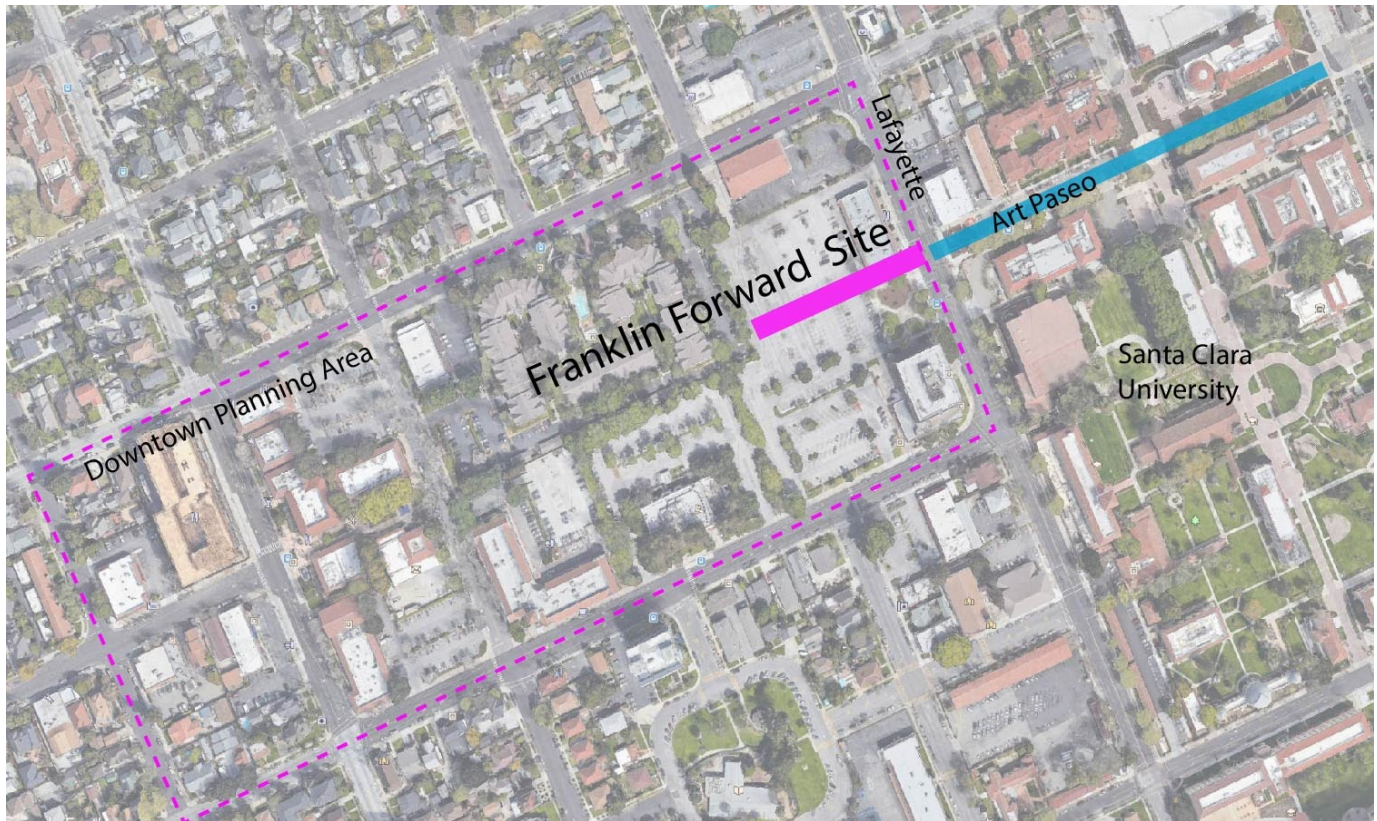 Lafayette
Art Paseo
Franklin Forward Site
Santa Clara
University
Downtown Planning Area